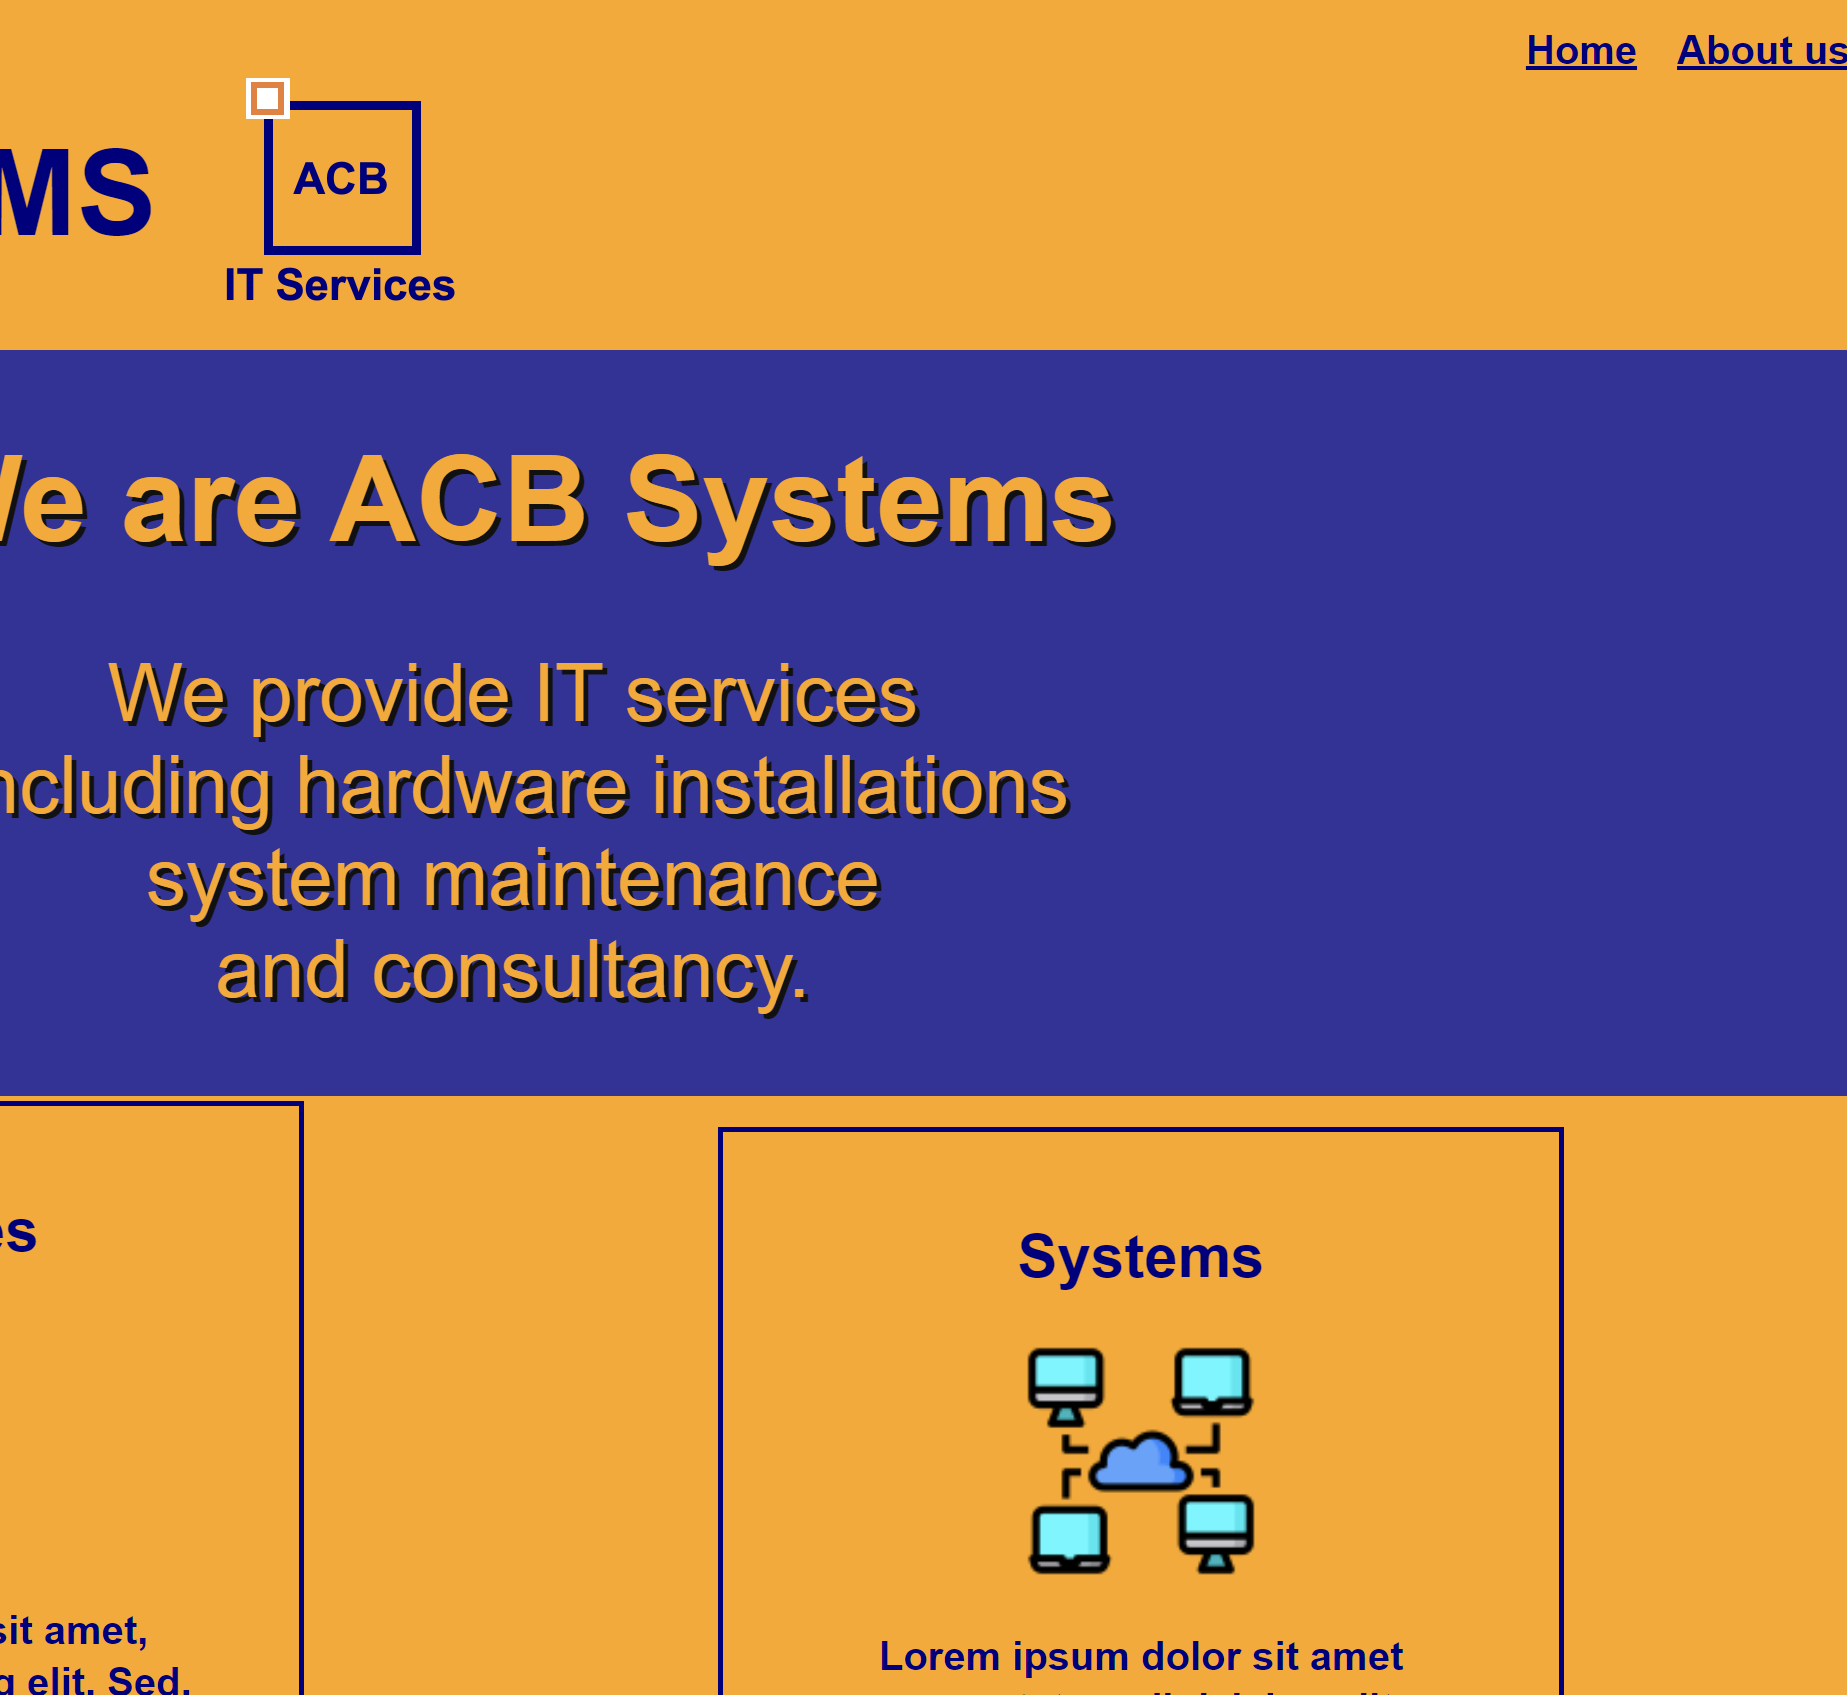 Home About us
MS
ACB
IT Services
We are ACB Systems
We provide IT services
ncluding hardware installations
system maintenance
and consultancy.
es
Systems
sit amet,
Lorem ipsum dolor sit amet
g elit. Sed.